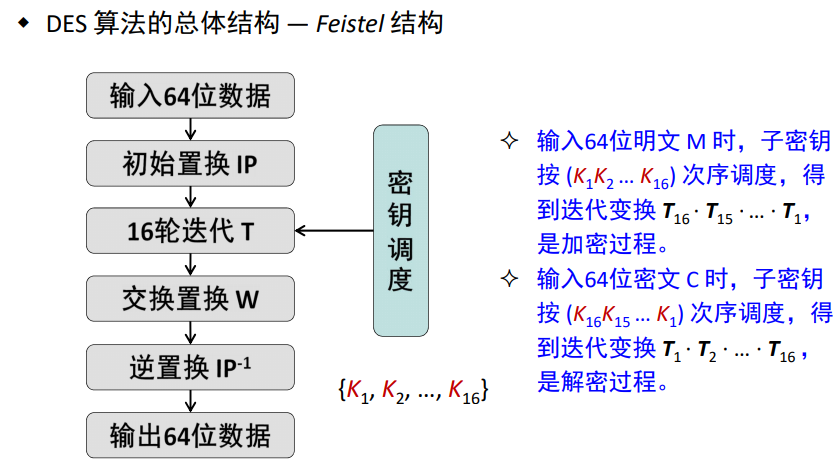 ◆ DES 算法的总体结构 — Feistel 结构
输入64位数据
初始置换 IP
16轮迭代 T
交换置换 W
逆置换 IP⁻¹
输出64位数据
密钥调度
{K₁, K₂, …, K₁₆}
✧ 输入64位明文 M 时，子密钥
按 (K₁K₂ … K₁₆) 次序调度，得
到迭代变换 T₁₆ · T₁₅ · … · T₁，
是加密过程。
✧ 输入64位密文 C 时，子密钥
按 (K₁₆K₁₅ … K₁) 次序调度，得
到迭代变换 T₁ · T₂ · … · T₁₆ ，
是解密过程。